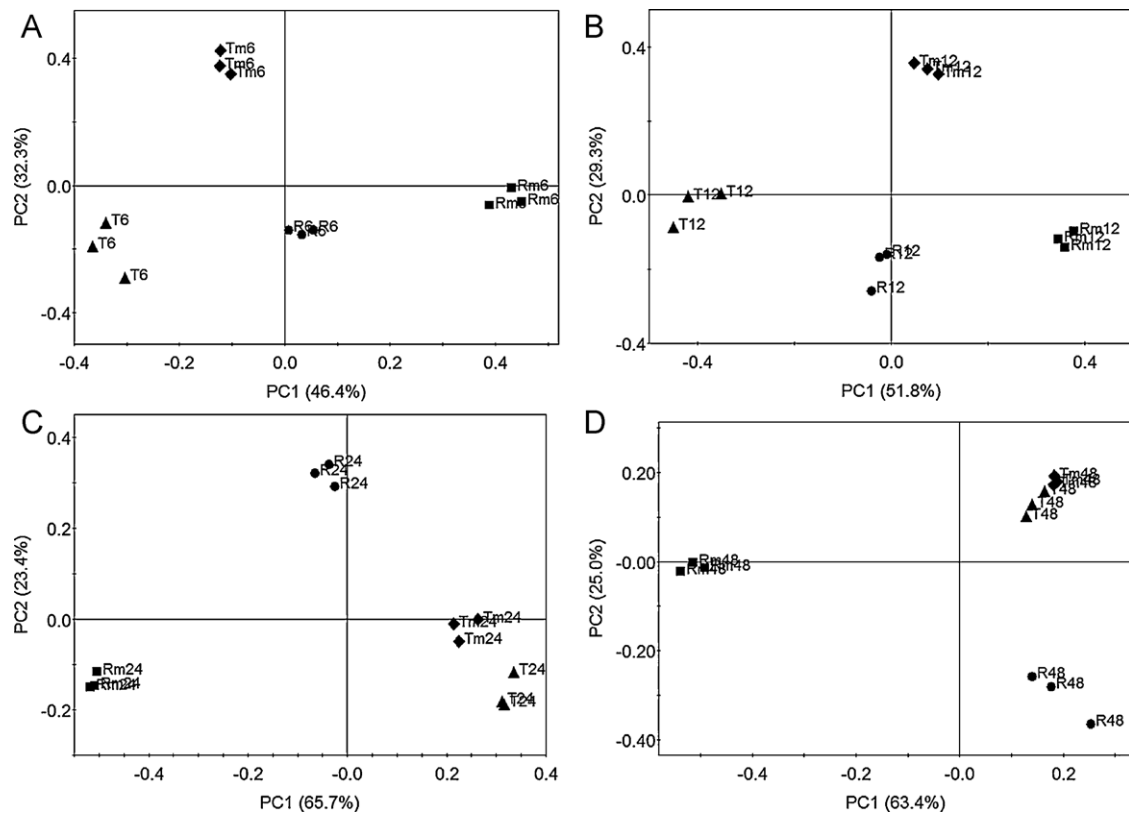 A
Tm6
Tm6
Tm6
0.4
0.0
-0.4
PC2 (32.3%)
Rm6
Rm6
Rm6
R6 R6
R6
T6
T6
T6
-0.4 -0.2 0.0 0.2 0.4
PC1 (46.4%)
B
Tm12
Tm12
Tm12
0.4
0.0
-0.4
PC2 (29.3%)
T12 T12
T12
Rm12
Rm12
Rm12
R12
R12
R12
-0.4 -0.2 0.0 0.2 0.4
PC1 (51.8%)
C
0.4
0.2
0.0
-0.2
PC2 (23.4%)
R24
R24
R24
Tm24
Tm24
Tm24
Rm24
Rm24
Rm24
T24
T24
T24
-0.4 -0.2 -0.0 0.2 0.4
PC1 (65.7%)
D
0.20
-0.00
-0.20
-0.40
PC2 (25.0%)
Tm48
Tm48
Tm48
T48
T48
T48
Rm48
Rm48
Rm48
R48
R48
R48
-0.4 -0.2 -0.0 0.2
PC1 (63.4%)